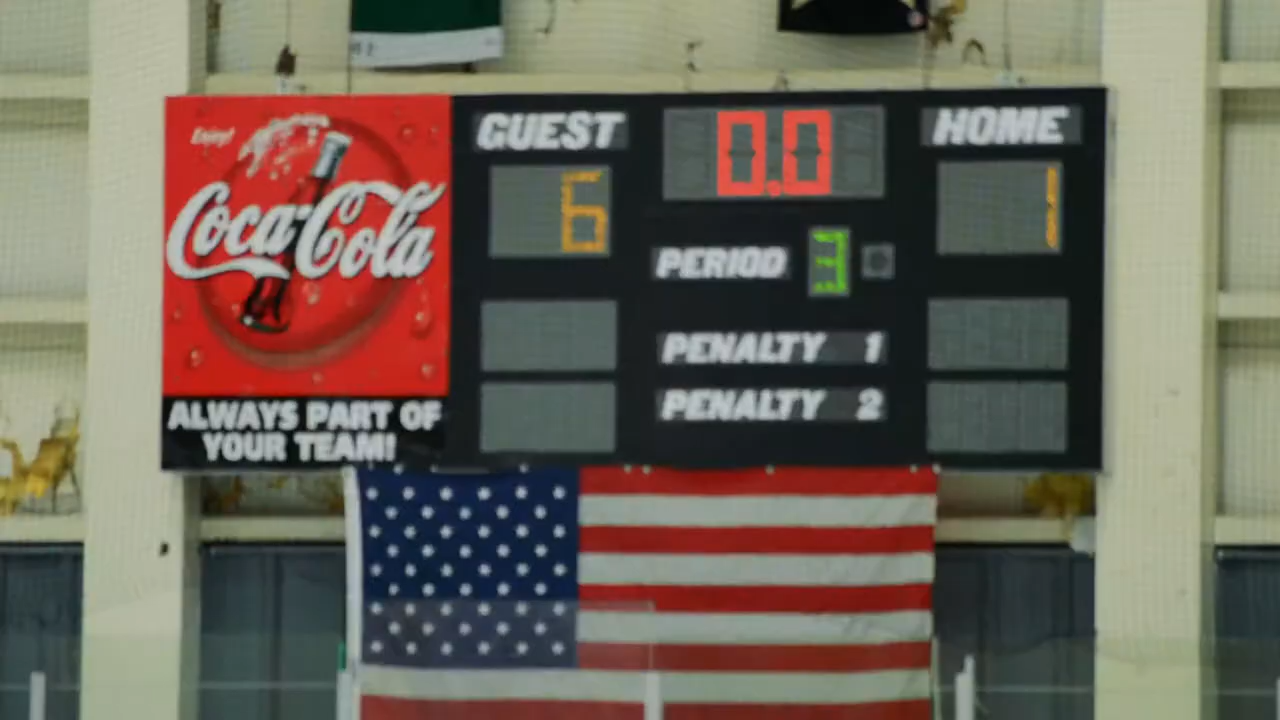 Enjoy!
Coca-Cola
ALWAYS PART OF
YOUR TEAM!
GUEST
0.0
HOME
6
1
PERIOD 3
PENALTY 1
PENALTY 2